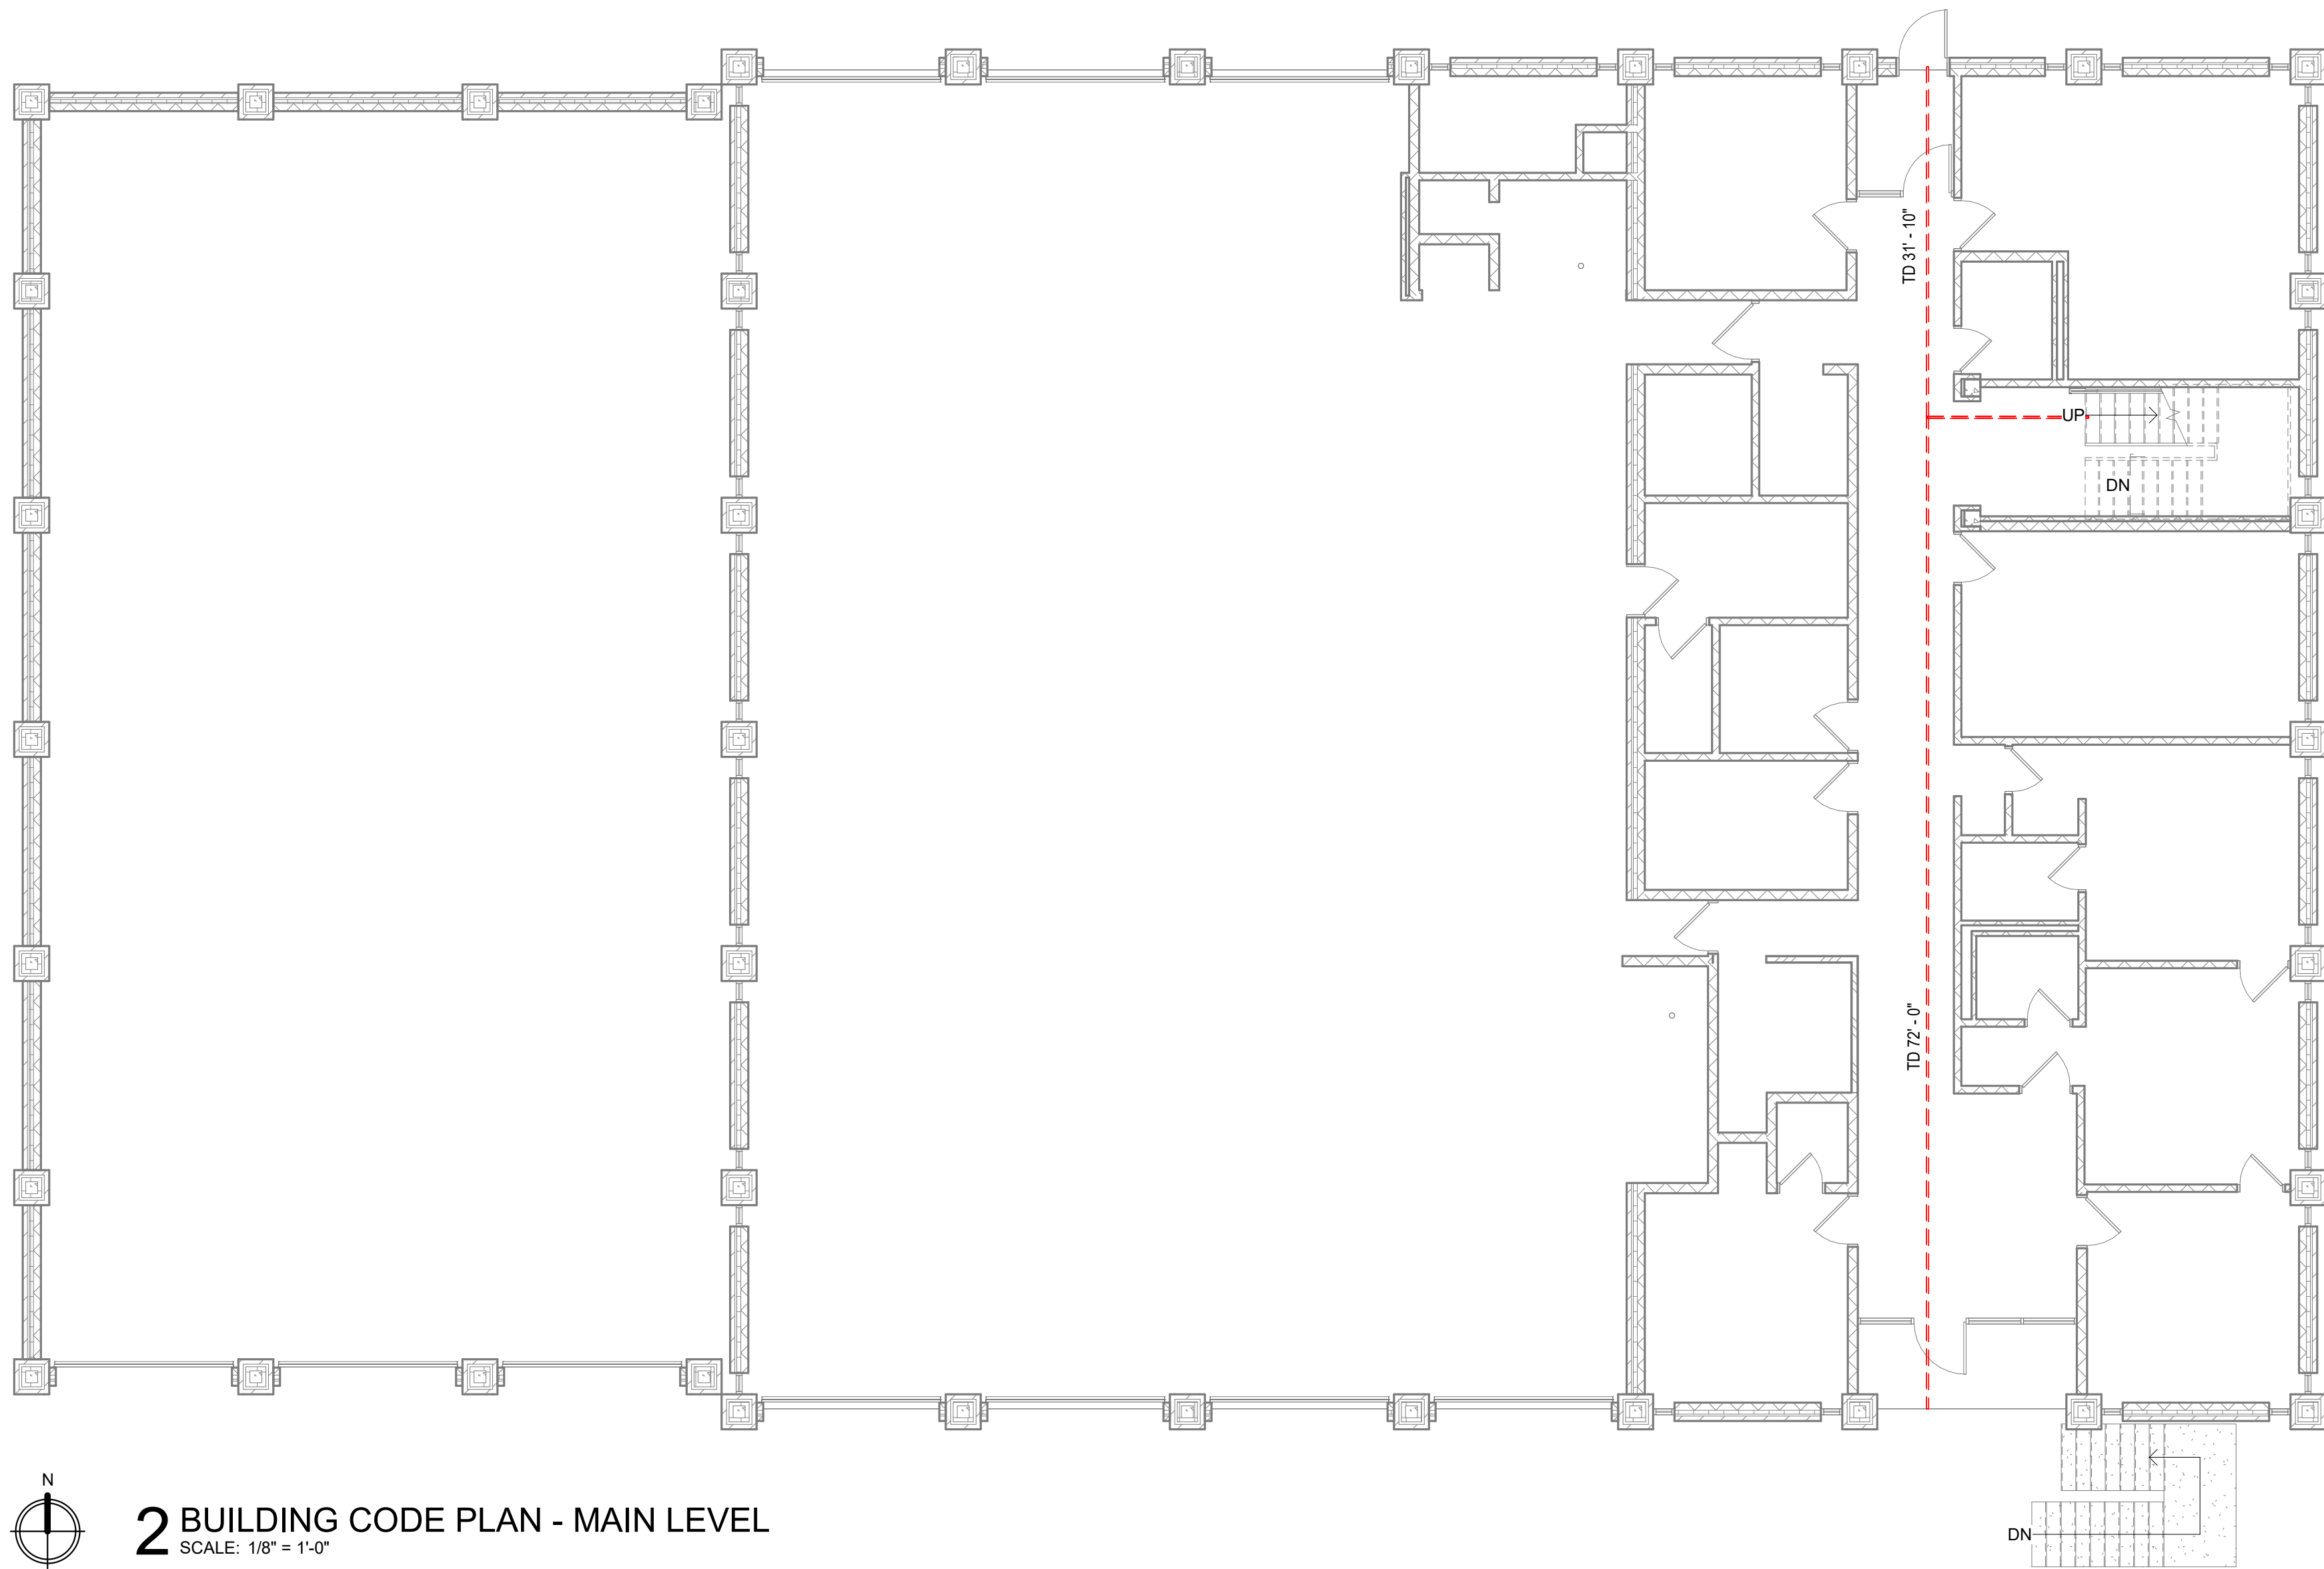 TD 31' - 10"
UP
DN
TD 72' - 0"
N
2 BUILDING CODE PLAN - MAIN LEVEL
SCALE: 1/8" = 1'-0"
DN